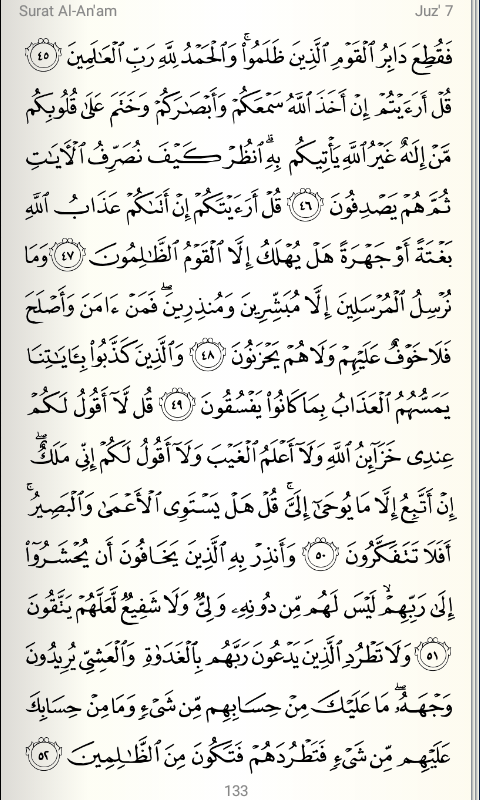 Surat Al-An'am Juz' 7
فَقُطِعَ دَابِرُ ٱلْقَوْمِ ٱلَّذِينَ ظَلَمُوا۟ ۚ وَٱلْحَمْدُ لِلَّهِ رَبِّ ٱلْعَـٰلَمِينَ ٤٥
قُلْ أَرَءَيْتُمْ إِنْ أَخَذَ ٱللَّهُ سَمْعَكُمْ وَأَبْصَـٰرَكُمْ وَخَتَمَ عَلَىٰ قُلُوبِكُم
مَّنْ إِلَـٰهٌ غَيْرُ ٱللَّهِ يَأْتِيكُم بِهِ ۗ ٱنظُرْ كَيْفَ نُصَرِّفُ ٱلْـَٔايَـٰتِ
ثُمَّ هُمْ يَصْدِفُونَ ٤٦ قُلْ أَرَءَيْتَكُمْ إِنْ أَتَىٰكُمْ عَذَابُ ٱللَّهِ
بَغْتَةً أَوْ جَهْرَةً هَلْ يُهْلَكُ إِلَّا ٱلْقَوْمُ ٱلظَّـٰلِمُونَ ٤٧ وَمَا
نُرْسِلُ ٱلْمُرْسَلِينَ إِلَّا مُبَشِّرِينَ وَمُنذِرِينَ ۖ فَمَنْ ءَامَنَ وَأَصْلَحَ
فَلَا خَوْفٌ عَلَيْهِمْ وَلَا هُمْ يَحْزَنُونَ ٤٨ وَٱلَّذِينَ كَذَّبُوا۟ بِـَٔايَـٰتِنَا
يَمَسُّهُمُ ٱلْعَذَابُ بِمَا كَانُوا۟ يَفْسُقُونَ ٤٩ قُل لَّآ أَقُولُ لَكُمْ
عِندِى خَزَآئِنُ ٱللَّهِ وَلَآ أَعْلَمُ ٱلْغَيْبَ وَلَآ أَقُولُ لَكُمْ إِنِّى مَلَكٌ ۖ
إِنْ أَتَّبِعُ إِلَّا مَا يُوحَىٰٓ إِلَىَّ ۚ قُلْ هَلْ يَسْتَوِى ٱلْأَعْمَىٰ وَٱلْبَصِيرُ ۚ
أَفَلَا تَتَفَكَّرُونَ ٥٠ وَأَنذِرْ بِهِ ٱلَّذِينَ يَخَافُونَ أَن يُحْشَرُوٓا۟
إِلَىٰ رَبِّهِمْ ۙ لَيْسَ لَهُم مِّن دُونِهِۦ وَلِىٌّ وَلَا شَفِيعٌ لَّعَلَّهُمْ يَتَّقُونَ
٥١ وَلَا تَطْرُدِ ٱلَّذِينَ يَدْعُونَ رَبَّهُم بِٱلْغَدَوٰةِ وَٱلْعَشِىِّ يُرِيدُونَ
وَجْهَهُۥ ۖ مَا عَلَيْكَ مِنْ حِسَابِهِم مِّن شَىْءٍ وَمَا مِنْ حِسَابِكَ
عَلَيْهِم مِّن شَىْءٍ فَتَطْرُدَهُمْ فَتَكُونَ مِنَ ٱلظَّـٰلِمِينَ ٥٢
133